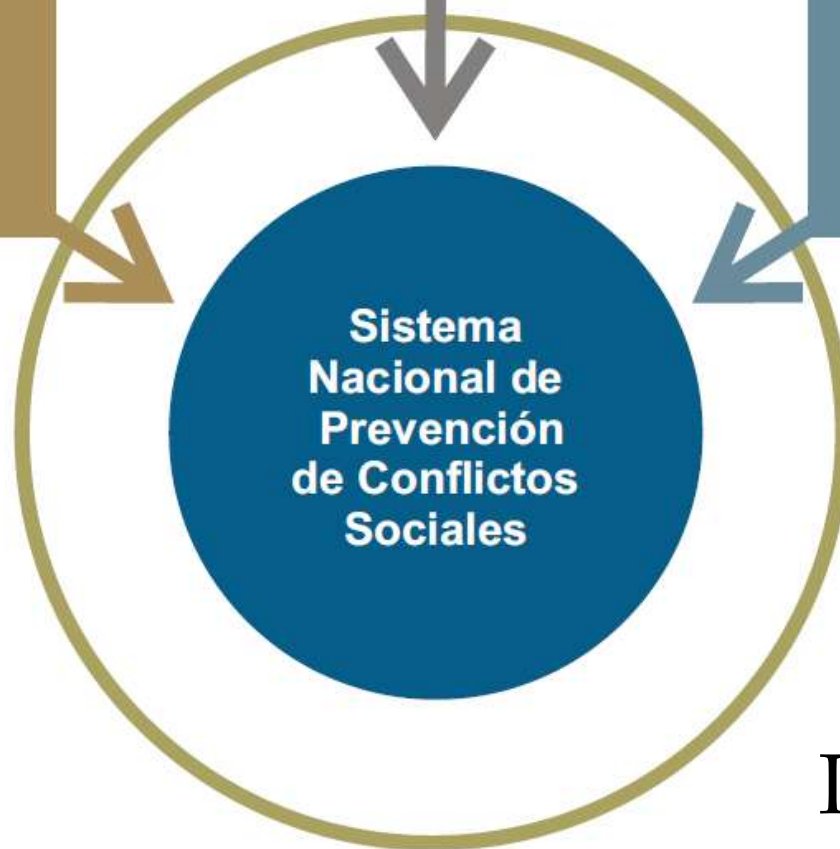 Sistema
Nacional de
Prevención
de Conflictos
Sociales